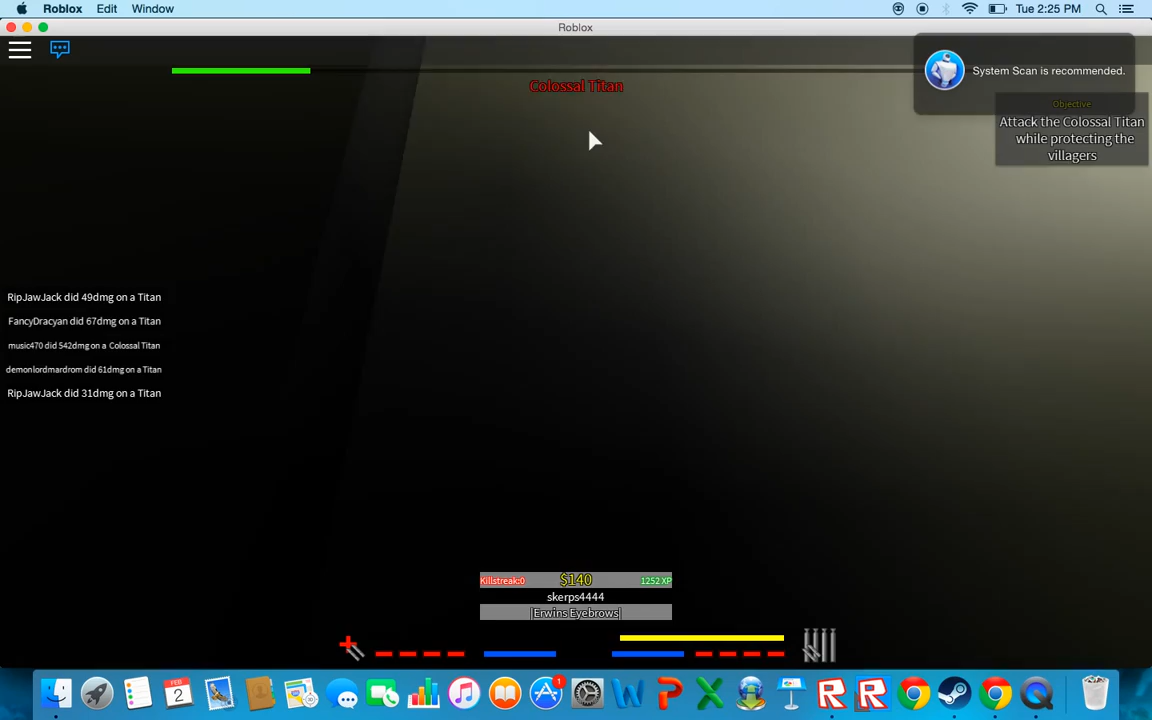 Roblox Edit Window Tue 2:25 PM
Roblox
System Scan is recommended.
Colossal Titan
Objective
Attack the Colossal Titan
while protecting the
villagers
RipJawJack did 49dmg on a Titan
FancyDracyan did 67dmg on a Titan
music470 did 542dmg on a Colossal Titan
demonlordmardrom did 61dmg on a Titan
RipJawJack did 31dmg on a Titan
Killstreak:0 $140 1252 XP
skerps4444
|Erwins Eyebrows|
FEB
2
1